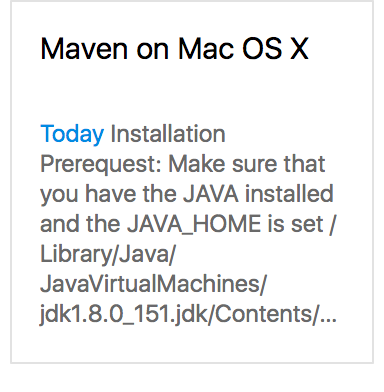 Maven on Mac OS X
Today Installation
Prerequest: Make sure that
you have the JAVA installed
and the JAVA_HOME is set /
Library/Java/
JavaVirtualMachines/
jdk1.8.0_151.jdk/Contents/...